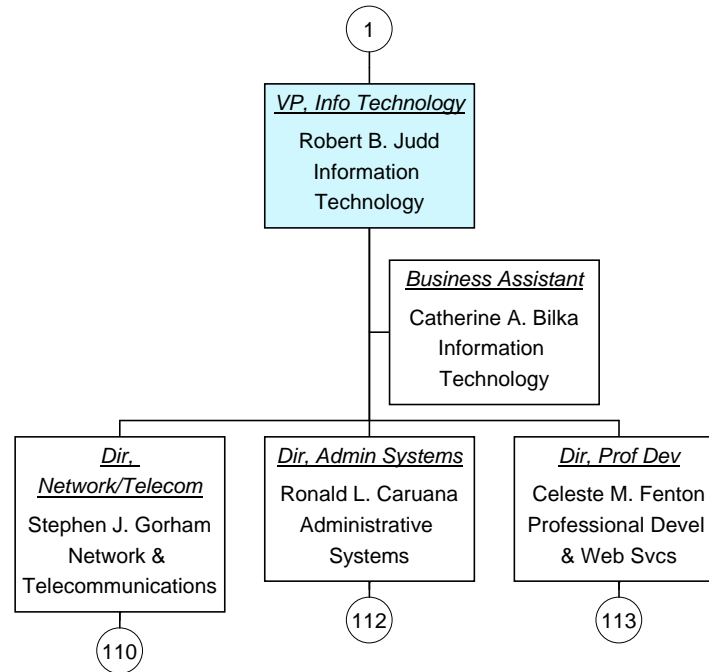 1
VP, Info Technology
Robert B. Judd
Information
Technology
Business Assistant
Catherine A. Bilka
Information
Technology
Dir,
Network/Telecom
Stephen J. Gorham
Network &
Telecommunications
110
Dir, Admin Systems
Ronald L. Caruana
Administrative
Systems
112
Dir, Prof Dev
Celeste M. Fenton
Professional Devel
& Web Svcs
113